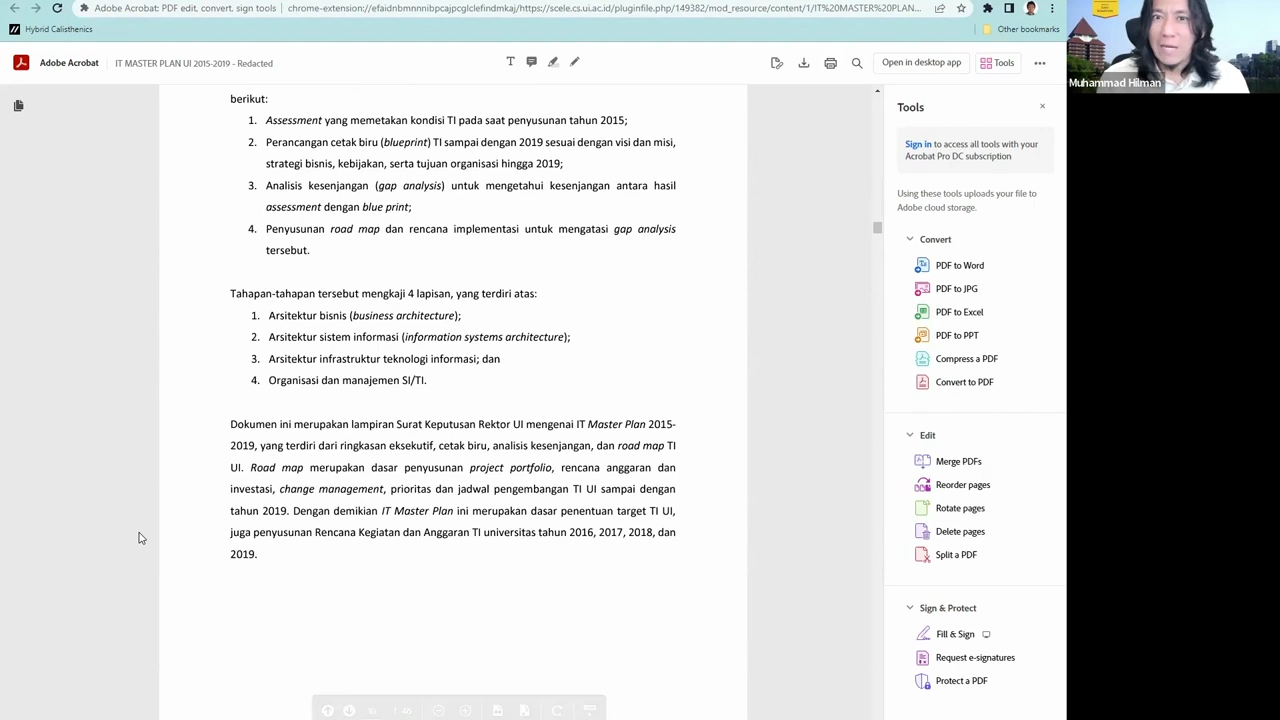 Adobe Acrobat: PDF edit, convert, sign tools | chrome-extension://efaidnbmnnnibpcajpcglclefindmkaj/https://scele.cs.ui.ac.id/pluginfile.php/149382/mod_resource/content/1/IT%20MASTER%20PLAN...
Hybrid Calisthenics
Other bookmarks
Adobe Acrobat
IT MASTER PLAN UI 2015-2019 - Redacted
Open in desktop app
Tools
Muhammad Hilman
berikut:
1. Assessment yang memetakan kondisi TI pada saat penyusunan tahun 2015;
2. Perancangan cetak biru (blueprint) TI sampai dengan 2019 sesuai dengan visi dan misi,
strategi bisnis, kebijakan, serta tujuan organisasi hingga 2019;
3. Analisis kesenjangan (gap analysis) untuk mengetahui kesenjangan antara hasil
assessment dengan blue print;
4. Penyusunan road map dan rencana implementasi untuk mengatasi gap analysis
tersebut.
Tahapan-tahapan tersebut mengkaji 4 lapisan, yang terdiri atas:
1. Arsitektur bisnis (business architecture);
2. Arsitektur sistem informasi (information systems architecture);
3. Arsitektur infrastruktur teknologi informasi; dan
4. Organisasi dan manajemen SI/TI.
Dokumen ini merupakan lampiran Surat Keputusan Rektor UI mengenai IT Master Plan 2015-
2019, yang terdiri dari ringkasan eksekutif, cetak biru, analisis kesenjangan, dan road map TI
UI. Road map merupakan dasar penyusunan project portfolio, rencana anggaran dan
investasi, change management, prioritas dan jadwal pengembangan TI UI sampai dengan
tahun 2019. Dengan demikian IT Master Plan ini merupakan dasar penentuan target TI UI,
juga penyusunan Rencana Kegiatan dan Anggaran TI universitas tahun 2016, 2017, 2018, dan
2019.
/ 46
Tools
Sign in to access all tools with your
Acrobat Pro DC subscription
Using these tools uploads your file to
Adobe cloud storage.
Convert
PDF to Word
PDF to JPG
PDF to Excel
PDF to PPT
Compress a PDF
Convert to PDF
Edit
Merge PDFs
Reorder pages
Rotate pages
Delete pages
Split a PDF
Sign & Protect
Fill & Sign
Request e-signatures
Protect a PDF